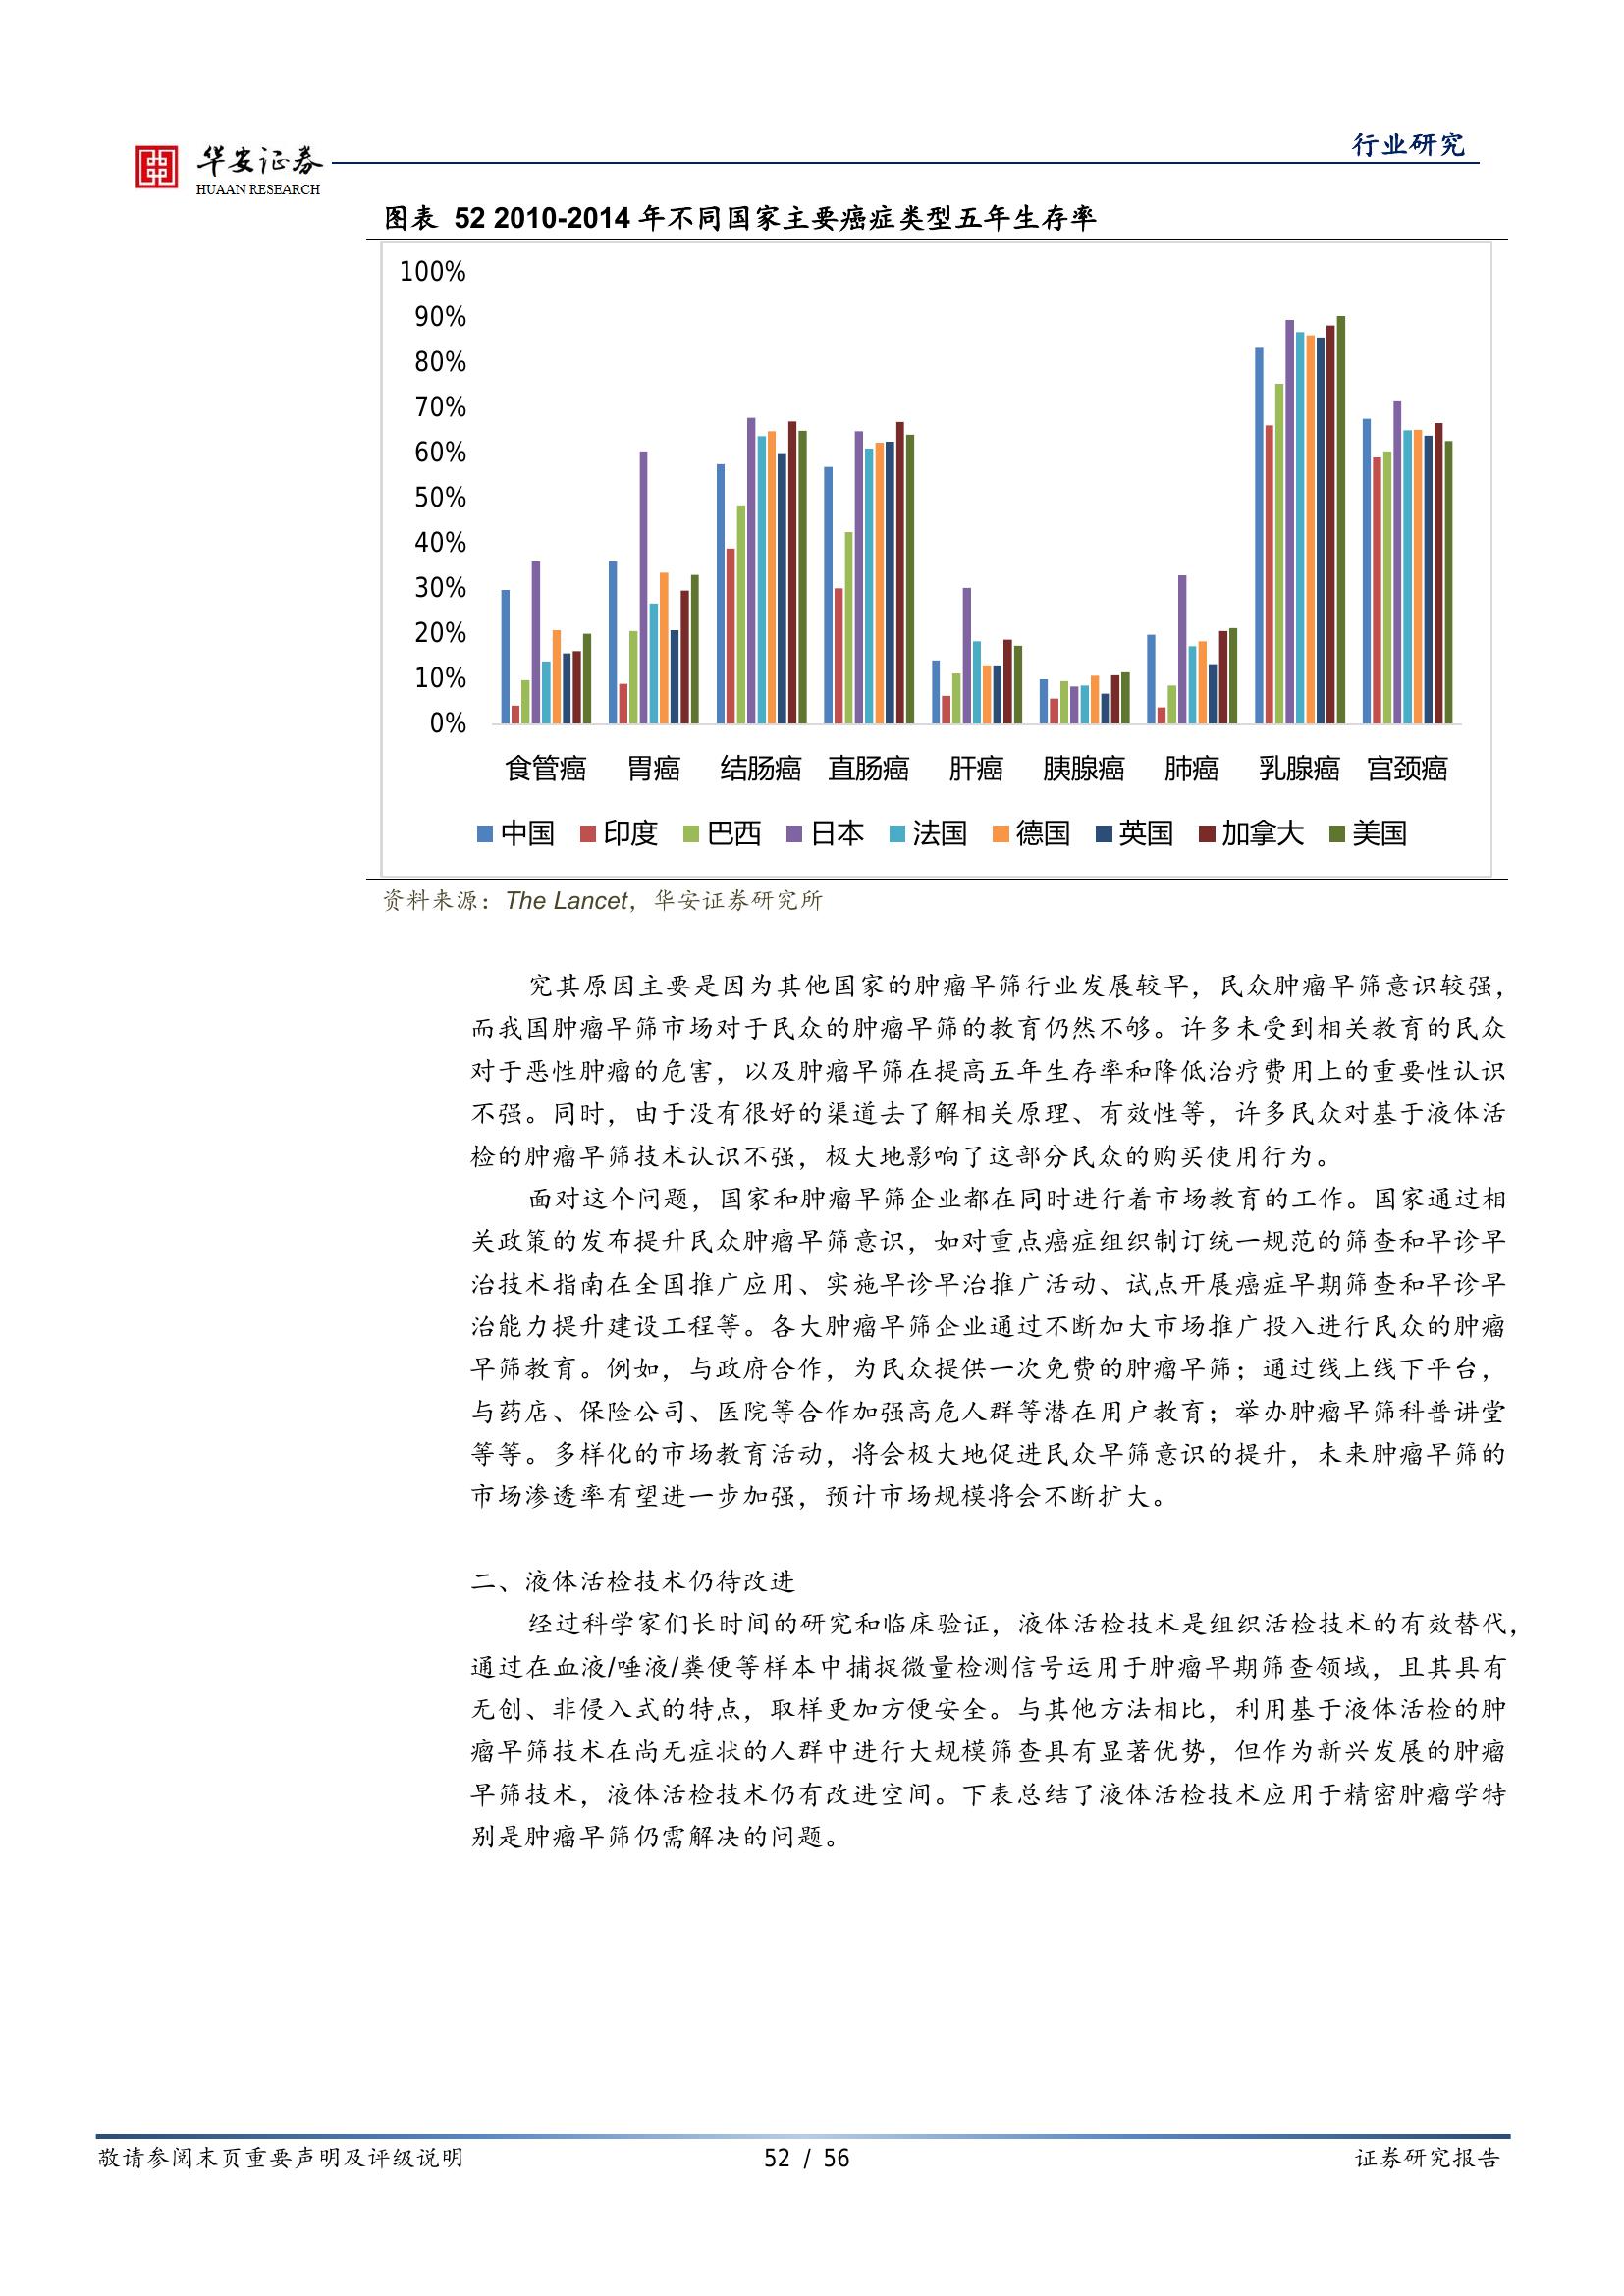 华安证券
HUAAN RESEARCH
行业研究
图表 52 2010-2014 年不同国家主要癌症类型五年生存率
100%
90%
80%
70%
60%
50%
40%
30%
20%
10%
0%
食管癌 胃癌 结肠癌 直肠癌 肝癌 胰腺癌 肺癌 乳腺癌 宫颈癌
中国 印度 巴西 日本 法国 德国 英国 加拿大 美国
资料来源：The Lancet，华安证券研究所
究其原因主要是因为其他国家的肿瘤早筛行业发展较早，民众肿瘤早筛意识较强，
而我国肿瘤早筛市场对于民众的肿瘤早筛的教育仍然不够。许多未受到相关教育的民众
对于恶性肿瘤的危害，以及肿瘤早筛在提高五年生存率和降低治疗费用上的重要性认识
不强。同时，由于没有很好的渠道去了解相关原理、有效性等，许多民众对基于液体活
检的肿瘤早筛技术认识不强，极大地影响了这部分民众的购买使用行为。
面对这个问题，国家和肿瘤早筛企业都在同时进行着市场教育的工作。国家通过相
关政策的发布提升民众肿瘤早筛意识，如对重点癌症组织制订统一规范的筛查和早诊早
治技术指南在全国推广应用、实施早诊早治推广活动、试点开展癌症早期筛查和早诊早
治能力提升建设工程等。各大肿瘤早筛企业通过不断加大市场推广投入进行民众的肿瘤
早筛教育。例如，与政府合作，为民众提供一次免费的肿瘤早筛；通过线上线下平台，
与药店、保险公司、医院等合作加强高危人群等潜在用户教育；举办肿瘤早筛科普讲堂
等等。多样化的市场教育活动，将会极大地促进民众早筛意识的提升，未来肿瘤早筛的
市场渗透率有望进一步加强，预计市场规模将会不断扩大。
二、液体活检技术仍待改进
经过科学家们长时间的研究和临床验证，液体活检技术是组织活检技术的有效替代，
通过在血液/唾液/粪便等样本中捕捉微量检测信号运用于肿瘤早期筛查领域，且其具有
无创、非侵入式的特点，取样更加方便安全。与其他方法相比，利用基于液体活检的肿
瘤早筛技术在尚无症状的人群中进行大规模筛查具有显著优势，但作为新兴发展的肿瘤
早筛技术，液体活检技术仍有改进空间。下表总结了液体活检技术应用于精密肿瘤学特
别是肿瘤早筛仍需解决的问题。
敬请参阅末页重要声明及评级说明
52 / 56
证券研究报告